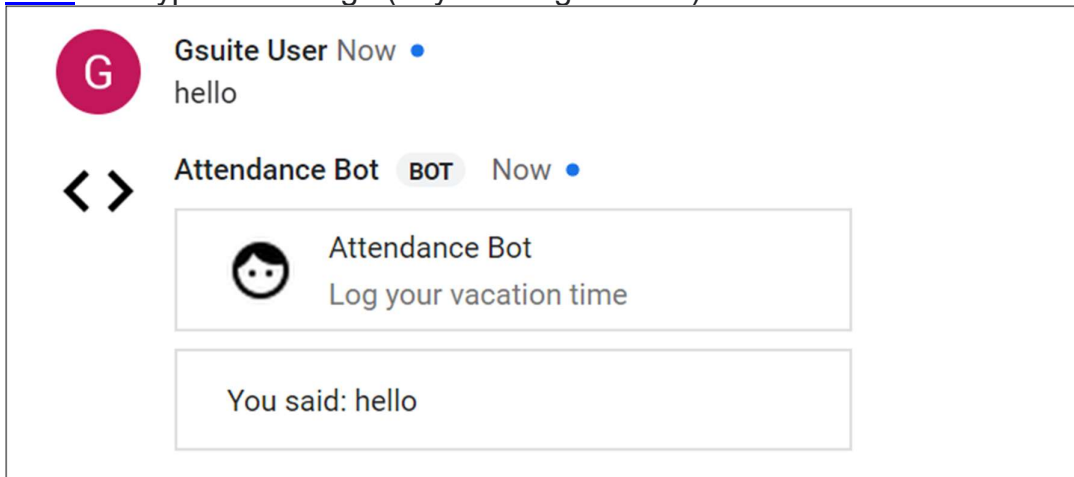 G
Gsuite User Now
hello
Attendance Bot BOT Now
Attendance Bot
Log your vacation time
You said: hello